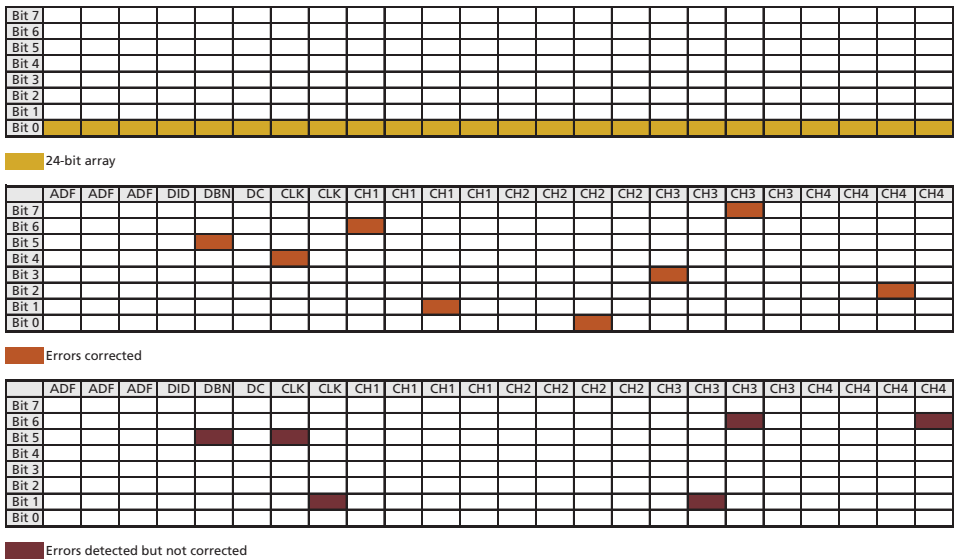 Bit 7
Bit 6
Bit 5
Bit 4
Bit 3
Bit 2
Bit 1
Bit 0
24-bit array
ADF ADF ADF DID DBN DC CLK CLK CH1 CH1 CH1 CH1 CH2 CH2 CH2 CH2 CH3 CH3 CH3 CH3 CH4 CH4 CH4 CH4
Bit 7
Bit 6
Bit 5
Bit 4
Bit 3
Bit 2
Bit 1
Bit 0
Errors corrected
ADF ADF ADF DID DBN DC CLK CLK CH1 CH1 CH1 CH1 CH2 CH2 CH2 CH2 CH3 CH3 CH3 CH3 CH4 CH4 CH4 CH4
Bit 7
Bit 6
Bit 5
Bit 4
Bit 3
Bit 2
Bit 1
Bit 0
Errors detected but not corrected